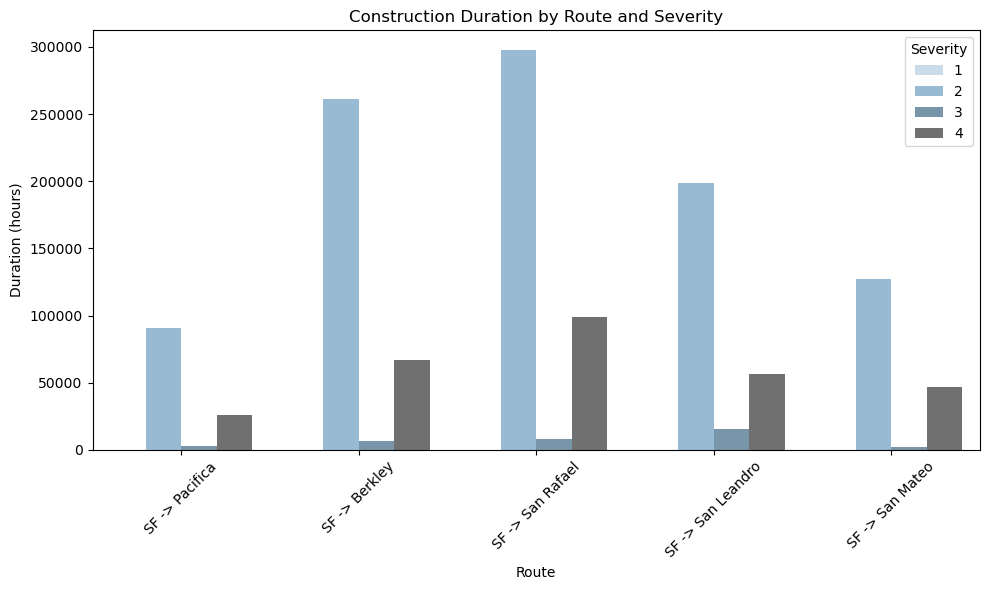 Construction Duration by Route and Severity
Severity
1
2
3
4
300000
250000
200000
150000
100000
50000
0
Duration (hours)
SF -> Pacifica
SF -> Berkley
SF -> San Rafael
SF -> San Leandro
SF -> San Mateo
Route